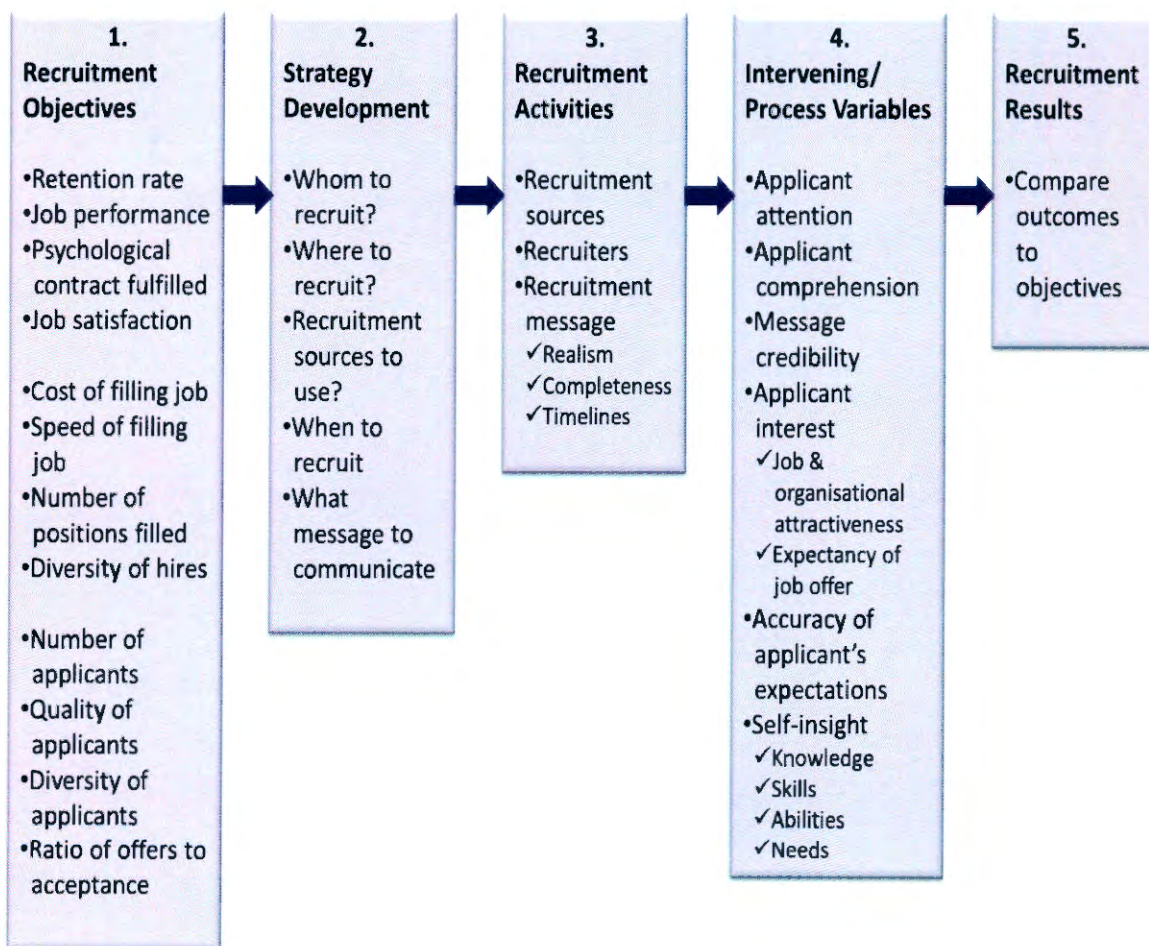 1.
Recruitment
Objectives
•Retention rate
•Job performance
•Psychological
contract fulfilled
•Job satisfaction
•Cost of filling job
•Speed of filling
job
•Number of
positions filled
•Diversity of hires
•Number of
applicants
•Quality of
applicants
•Diversity of
applicants
•Ratio of offers to
acceptance
2.
Strategy
Development
•Whom to
recruit?
•Where to
recruit?
•Recruitment
sources to
use?
•When to
recruit
•What
message to
communicate
3.
Recruitment
Activities
•Recruitment
sources
•Recruiters
•Recruitment
message
✓Realism
✓Completeness
✓Timelines
4.
Intervening/
Process Variables
•Applicant
attention
•Applicant
comprehension
•Message
credibility
•Applicant
interest
✓Job &
organisational
attractiveness
✓Expectancy of
job offer
•Accuracy of
applicant's
expectations
•Self-insight
✓Knowledge
✓Skills
✓Abilities
✓Needs
5.
Recruitment
Results
•Compare
outcomes
to
objectives